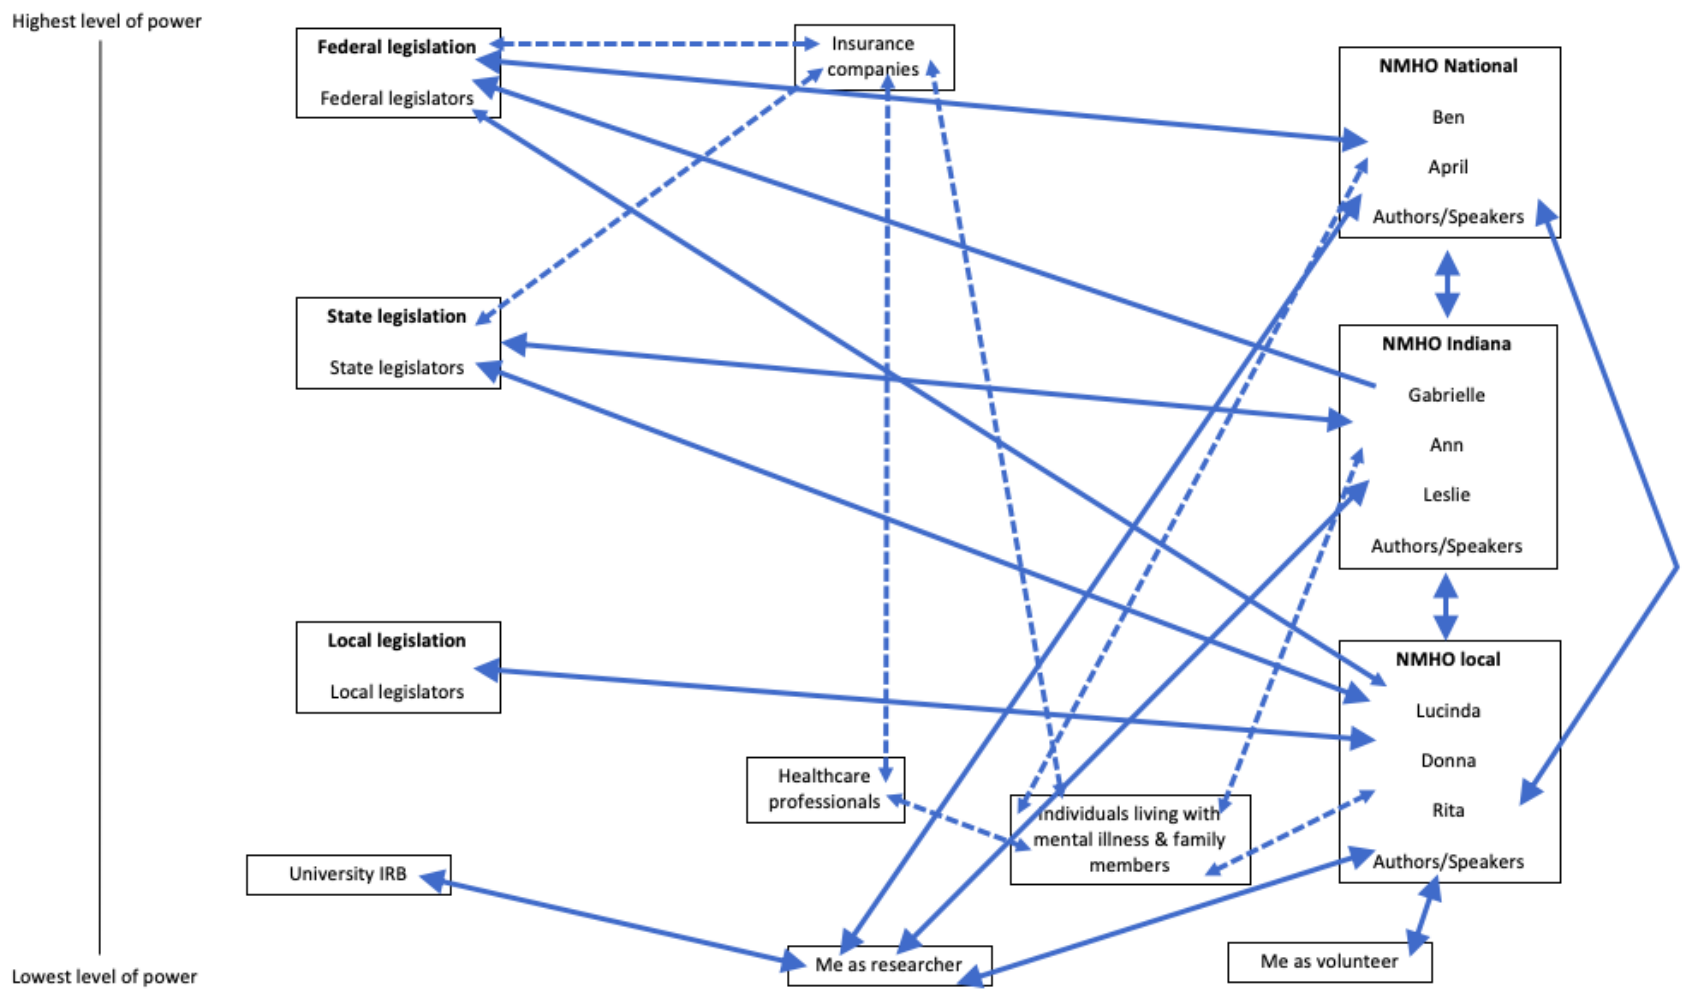 Highest level of power
Federal legislation
Federal legislators
Insurance
companies
NMHO National
Ben
April
Authors/Speakers
State legislation
State legislators
NMHO Indiana
Gabrielle
Ann
Leslie
Authors/Speakers
Local legislation
Local legislators
NMHO local
Lucinda
Donna
Rita
Authors/Speakers
Healthcare
professionals
Individuals living with
mental illness & family
members
University IRB
Me as researcher
Me as volunteer
Lowest level of power